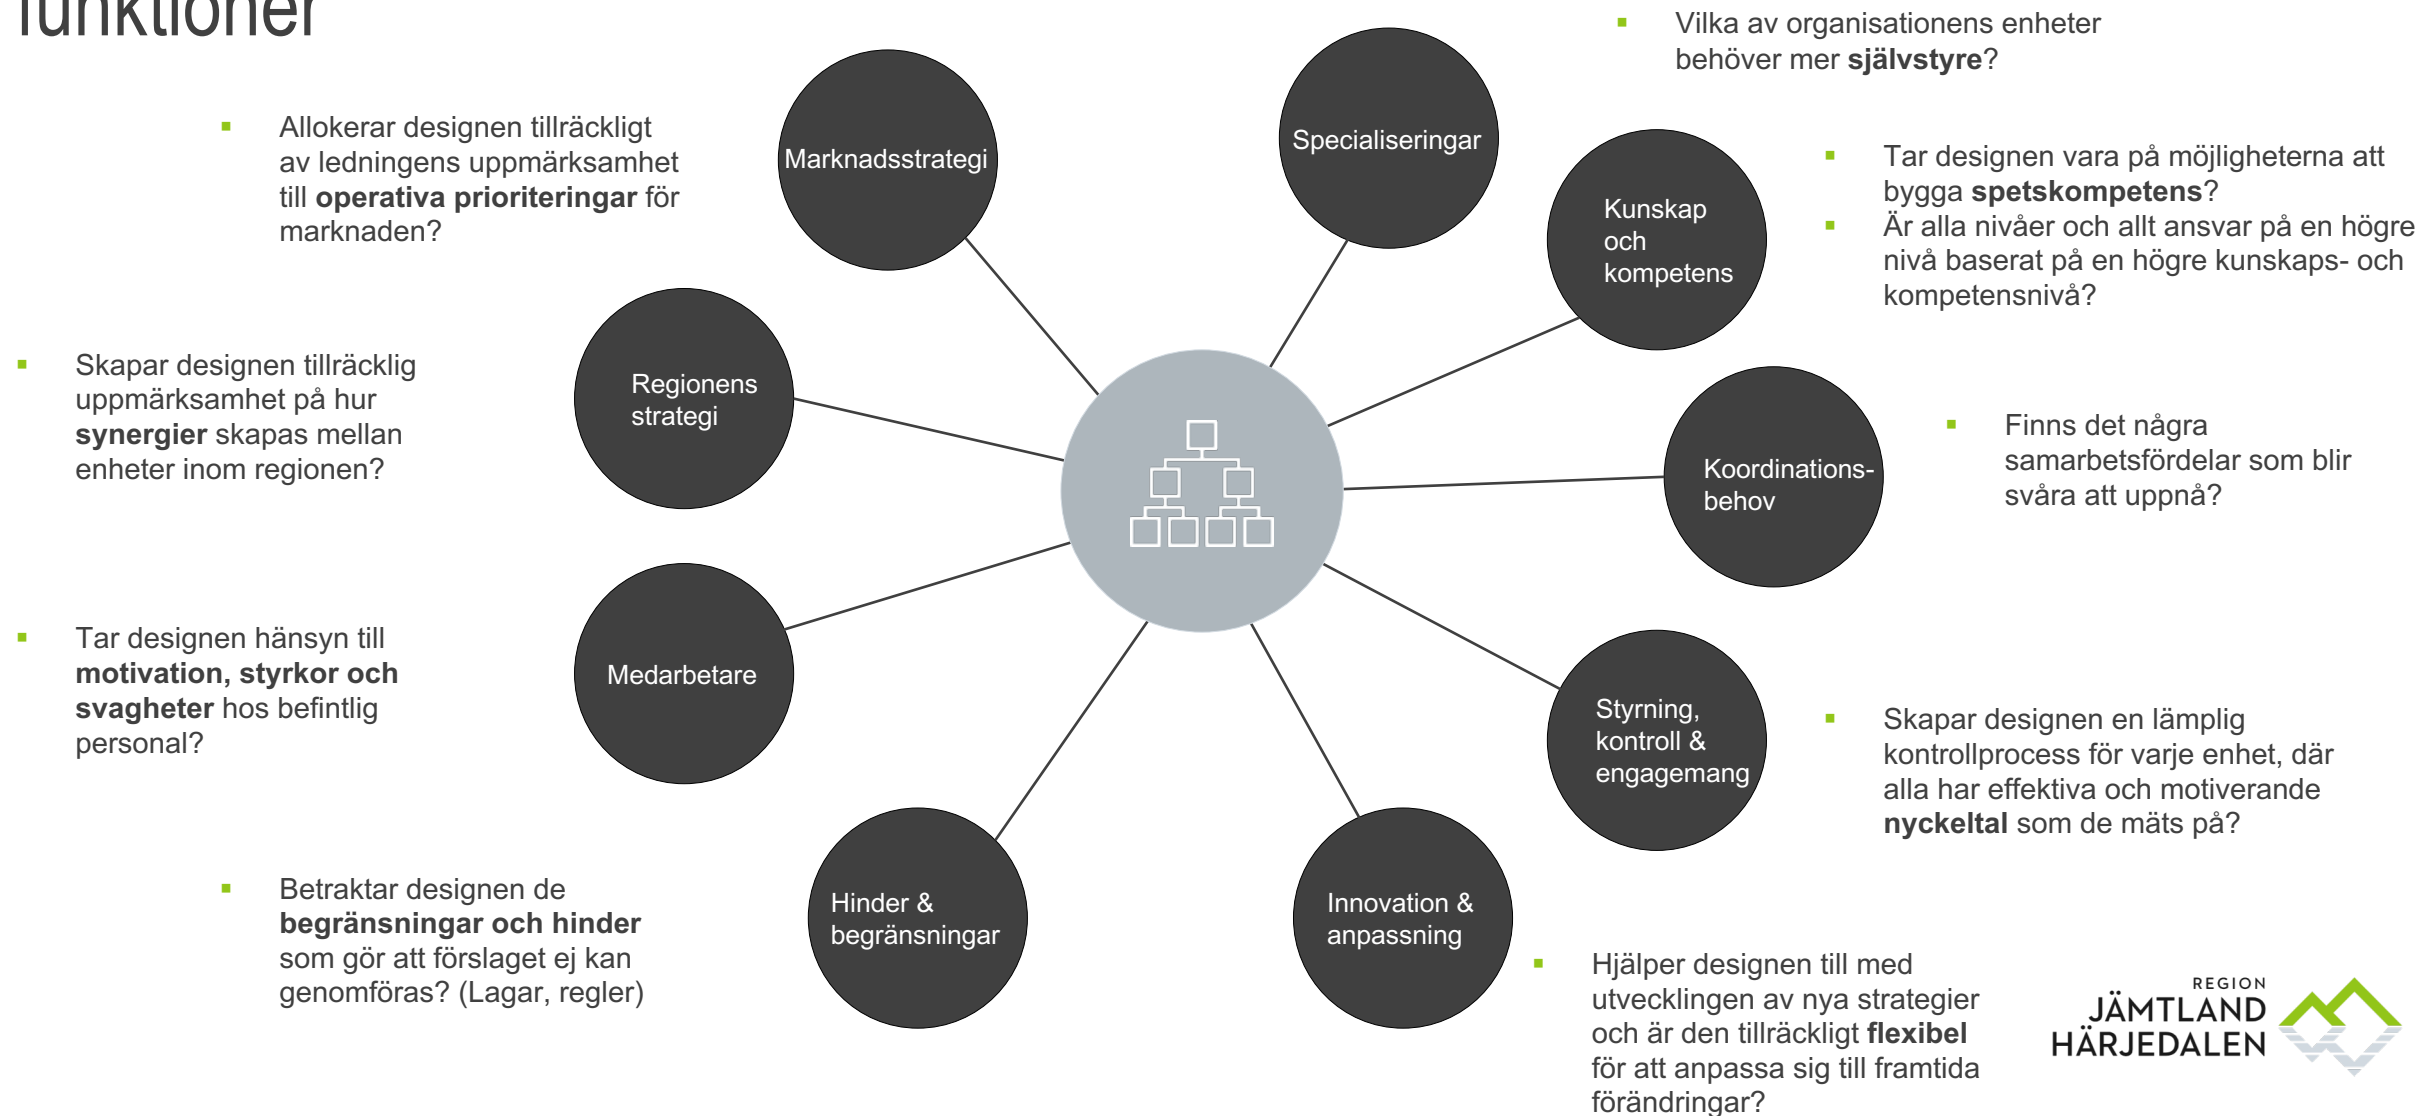 funktioner
▪ Vilka av organisationens enheter
behöver mer självstyre?
Marknadsstrategi
Specialiseringar
▪ Allokerar designen tillräckligt
av ledningens uppmärksamhet
till operativa prioriteringar för
marknaden?
Kunskap
och
kompetens
▪ Tar designen vara på möjligheterna att
bygga spetskompetens?
▪ Är alla nivåer och allt ansvar på en högre
nivå baserat på en högre kunskaps- och
kompetensnivå?
▪ Skapar designen tillräcklig
uppmärksamhet på hur
synergier skapas mellan
enheter inom regionen?
Regionens
strategi
Koordinations-
behov
▪ Finns det några
samarbetsfördelar som blir
svåra att uppnå?
▪ Tar designen hänsyn till
motivation, styrkor och
svagheter hos befintlig
personal?
Medarbetare
Styrning,
kontroll &
engagemang
▪ Skapar designen en lämplig
kontrollprocess för varje enhet, där
alla har effektiva och motiverande
nyckeltal som de mäts på?
▪ Betraktar designen de
begränsningar och hinder
som gör att förslaget ej kan
genomföras? (Lagar, regler)
Hinder &
begränsningar
Innovation &
anpassning
▪ Hjälper designen till med
utvecklingen av nya strategier
och är den tillräckligt flexibel
för att anpassa sig till framtida
förändringar?
REGION
JÄMTLAND
HÄRJEDALEN